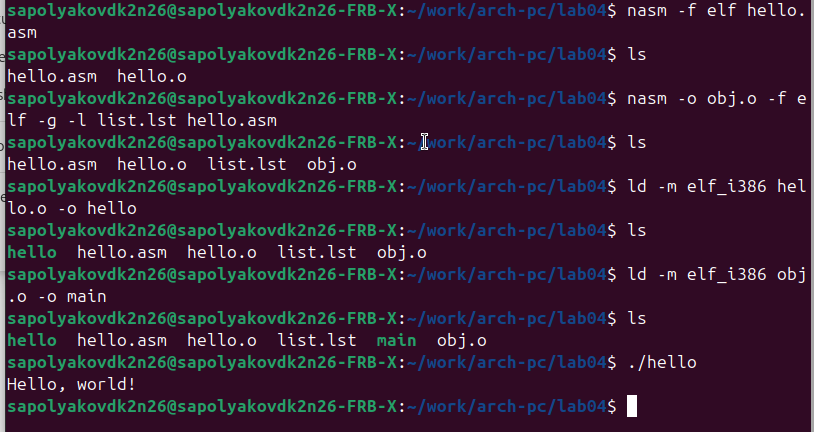 sapolyakovdk2n26@sapolyakovdk2n26-FRB-X:~/work/arch-pc/lab04$ nasm -f elf hello.
asm
sapolyakovdk2n26@sapolyakovdk2n26-FRB-X:~/work/arch-pc/lab04$ ls
hello.asm  hello.o
sapolyakovdk2n26@sapolyakovdk2n26-FRB-X:~/work/arch-pc/lab04$ nasm -o obj.o -f e
lf -g -l list.lst hello.asm
sapolyakovdk2n26@sapolyakovdk2n26-FRB-X:~/work/arch-pc/lab04$ ls
hello.asm  hello.o  list.lst  obj.o
sapolyakovdk2n26@sapolyakovdk2n26-FRB-X:~/work/arch-pc/lab04$ ld -m elf_i386 hel
lo.o -o hello
sapolyakovdk2n26@sapolyakovdk2n26-FRB-X:~/work/arch-pc/lab04$ ls
hello  hello.asm  hello.o  list.lst  obj.o
sapolyakovdk2n26@sapolyakovdk2n26-FRB-X:~/work/arch-pc/lab04$ ld -m elf_i386 obj
.o -o main
sapolyakovdk2n26@sapolyakovdk2n26-FRB-X:~/work/arch-pc/lab04$ ls
hello  hello.asm  hello.o  list.lst  main  obj.o
sapolyakovdk2n26@sapolyakovdk2n26-FRB-X:~/work/arch-pc/lab04$ ./hello
Hello, world!
sapolyakovdk2n26@sapolyakovdk2n26-FRB-X:~/work/arch-pc/lab04$